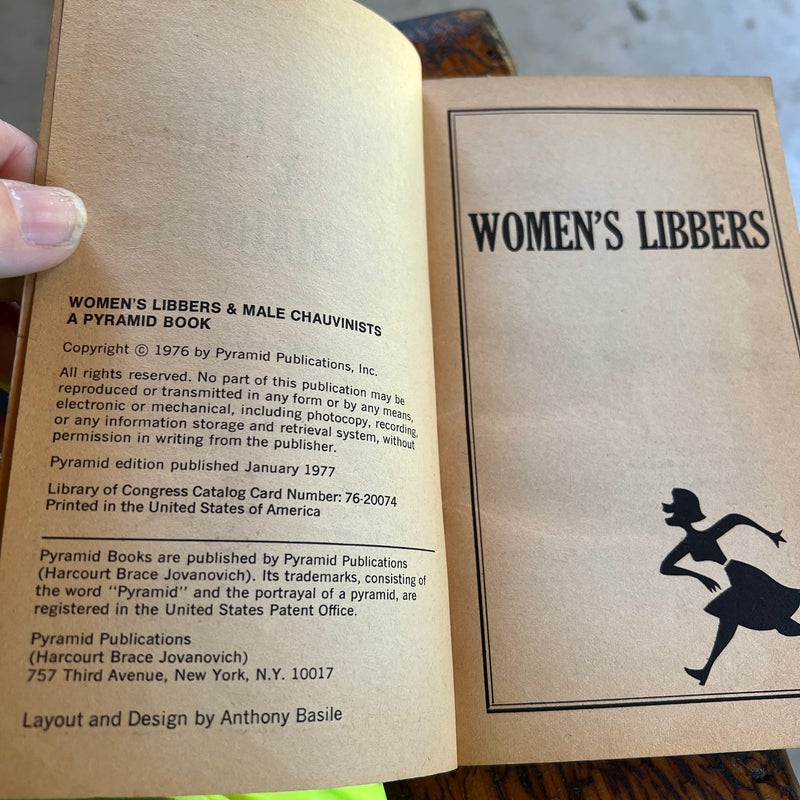 WOMEN'S LIBBERS & MALE CHAUVINISTS
A PYRAMID BOOK
Copyright © 1976 by Pyramid Publications, Inc.
All rights reserved. No part of this publication may be
reproduced or transmitted in any form or by any means,
electronic or mechanical, including photocopy, recording,
or any information storage and retrieval system, without
permission in writing from the publisher.
Pyramid edition published January 1977
Library of Congress Catalog Card Number: 76-20074
Printed in the United States of America
Pyramid Books are published by Pyramid Publications
(Harcourt Brace Jovanovich). Its trademarks, consisting of
the word "Pyramid" and the portrayal of a pyramid, are
registered in the United States Patent Office.
Pyramid Publications
(Harcourt Brace Jovanovich)
757 Third Avenue, New York, N.Y. 10017
Layout and Design by Anthony Basile
WOMEN'S LIBBERS